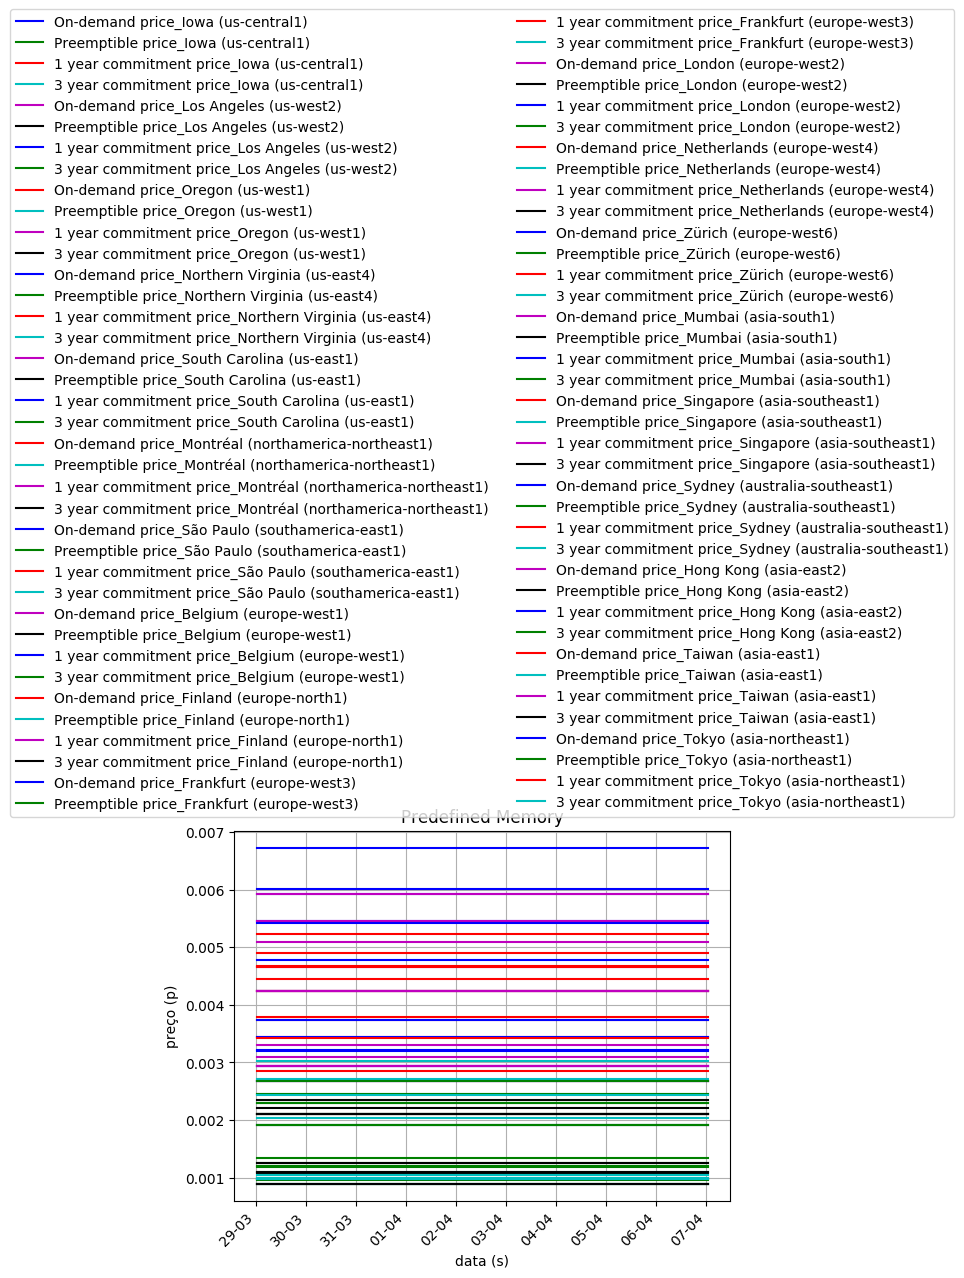 On-demand price_Iowa (us-central1)
Preemptible price_Iowa (us-central1)
1 year commitment price_Iowa (us-central1)
3 year commitment price_Iowa (us-central1)
On-demand price_Los Angeles (us-west2)
Preemptible price_Los Angeles (us-west2)
1 year commitment price_Los Angeles (us-west2)
3 year commitment price_Los Angeles (us-west2)
On-demand price_Oregon (us-west1)
Preemptible price_Oregon (us-west1)
1 year commitment price_Oregon (us-west1)
3 year commitment price_Oregon (us-west1)
On-demand price_Northern Virginia (us-east4)
Preemptible price_Northern Virginia (us-east4)
1 year commitment price_Northern Virginia (us-east4)
3 year commitment price_Northern Virginia (us-east4)
On-demand price_South Carolina (us-east1)
Preemptible price_South Carolina (us-east1)
1 year commitment price_South Carolina (us-east1)
3 year commitment price_South Carolina (us-east1)
On-demand price_Montréal (northamerica-northeast1)
Preemptible price_Montréal (northamerica-northeast1)
1 year commitment price_Montréal (northamerica-northeast1)
3 year commitment price_Montréal (northamerica-northeast1)
On-demand price_São Paulo (southamerica-east1)
Preemptible price_São Paulo (southamerica-east1)
1 year commitment price_São Paulo (southamerica-east1)
3 year commitment price_São Paulo (southamerica-east1)
On-demand price_Belgium (europe-west1)
Preemptible price_Belgium (europe-west1)
1 year commitment price_Belgium (europe-west1)
3 year commitment price_Belgium (europe-west1)
On-demand price_Finland (europe-north1)
Preemptible price_Finland (europe-north1)
1 year commitment price_Finland (europe-north1)
3 year commitment price_Finland (europe-north1)
On-demand price_Frankfurt (europe-west3)
Preemptible price_Frankfurt (europe-west3)
1 year commitment price_Frankfurt (europe-west3)
3 year commitment price_Frankfurt (europe-west3)
On-demand price_London (europe-west2)
Preemptible price_London (europe-west2)
1 year commitment price_London (europe-west2)
3 year commitment price_London (europe-west2)
On-demand price_Netherlands (europe-west4)
Preemptible price_Netherlands (europe-west4)
1 year commitment price_Netherlands (europe-west4)
3 year commitment price_Netherlands (europe-west4)
On-demand price_Zürich (europe-west6)
Preemptible price_Zürich (europe-west6)
1 year commitment price_Zürich (europe-west6)
3 year commitment price_Zürich (europe-west6)
On-demand price_Mumbai (asia-south1)
Preemptible price_Mumbai (asia-south1)
1 year commitment price_Mumbai (asia-south1)
3 year commitment price_Mumbai (asia-south1)
On-demand price_Singapore (asia-southeast1)
Preemptible price_Singapore (asia-southeast1)
1 year commitment price_Singapore (asia-southeast1)
3 year commitment price_Singapore (asia-southeast1)
On-demand price_Sydney (australia-southeast1)
Preemptible price_Sydney (australia-southeast1)
1 year commitment price_Sydney (australia-southeast1)
3 year commitment price_Sydney (australia-southeast1)
On-demand price_Hong Kong (asia-east2)
Preemptible price_Hong Kong (asia-east2)
1 year commitment price_Hong Kong (asia-east2)
3 year commitment price_Hong Kong (asia-east2)
On-demand price_Taiwan (asia-east1)
Preemptible price_Taiwan (asia-east1)
1 year commitment price_Taiwan (asia-east1)
3 year commitment price_Taiwan (asia-east1)
On-demand price_Tokyo (asia-northeast1)
Preemptible price_Tokyo (asia-northeast1)
1 year commitment price_Tokyo (asia-northeast1)
3 year commitment price_Tokyo (asia-northeast1)
Predefined Memory
0.007
0.006
0.005
0.004
0.003
0.002
0.001
preço (p)
29-03
30-03
31-03
01-04
02-04
03-04
04-04
05-04
06-04
07-04
data (s)